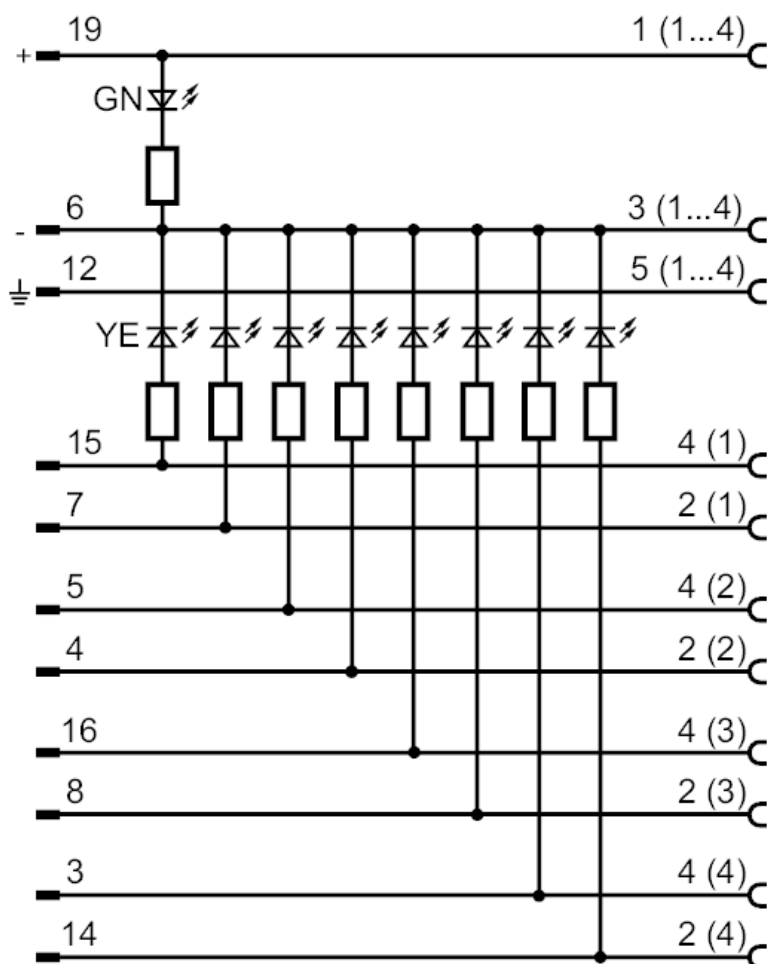 19 1 (1...4)
+
GN
6 3 (1...4)
-
12 5 (1...4)
YE
15 4 (1)
7 2 (1)
5 4 (2)
4 2 (2)
16 4 (3)
8 2 (3)
3 4 (4)
14 2 (4)